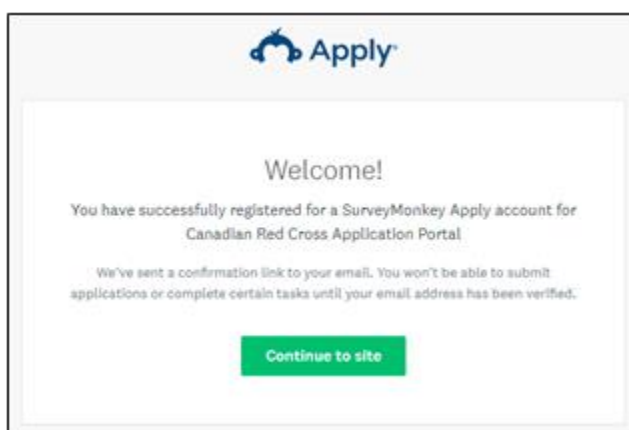 Apply
Welcome!
You have successfully registered for a SurveyMonkey Apply account for
Canadian Red Cross Application Portal
We've sent a confirmation link to your email. You won't be able to submit
applications or complete certain tasks until your email address has been verified.
Continue to site